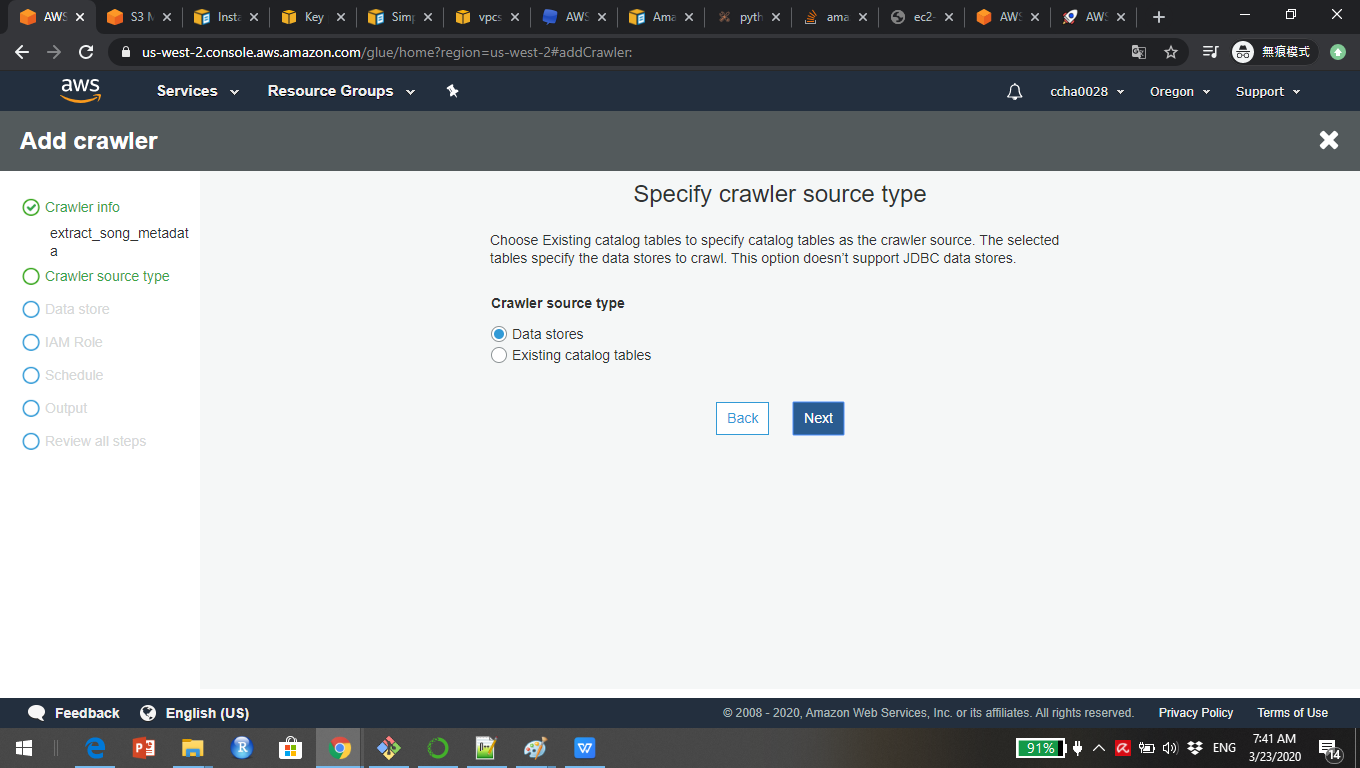 AWS
S3 M
Insta
Key
Simp
vpcs
AWS
Ama
pyth
ama
ec2-
AWS
AWS
us-west-2.console.aws.amazon.com/glue/home?region=us-west-2#addCrawler:
無痕模式
aws
Services
Resource Groups
ccha0028
Oregon
Support
Add crawler
Crawler info
extract_song_metadat
a
Crawler source type
Data store
IAM Role
Schedule
Output
Review all steps
Specify crawler source type
Choose Existing catalog tables to specify catalog tables as the crawler source. The selected
tables specify the data stores to crawl. This option doesn't support JDBC data stores.
Crawler source type
Data stores
Existing catalog tables
Back
Next
Feedback
English (US)
© 2008 - 2020, Amazon Web Services, Inc. or its affiliates. All rights reserved.
Privacy Policy
Terms of Use
91%
ENG
7:41 AM
3/23/2020
14